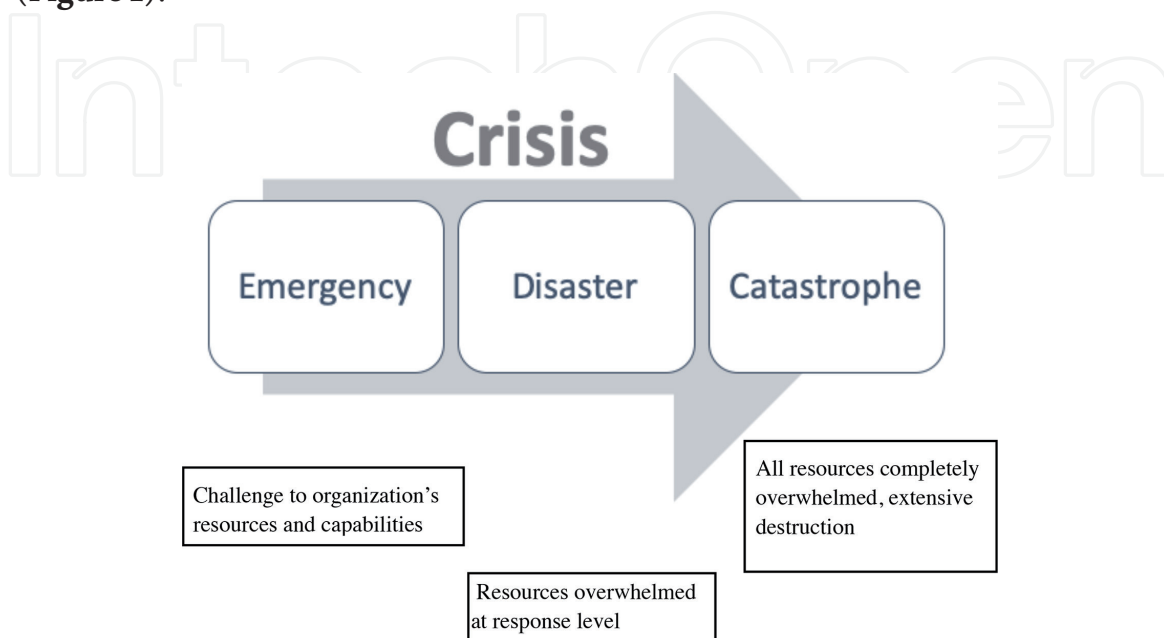 (Figure 1).
IntechOpen
Crisis
Emergency
Disaster
Catastrophe
Challenge to organization’s
resources and capabilities
Resources overwhelmed
at response level
All resources completely
overwhelmed, extensive
destruction